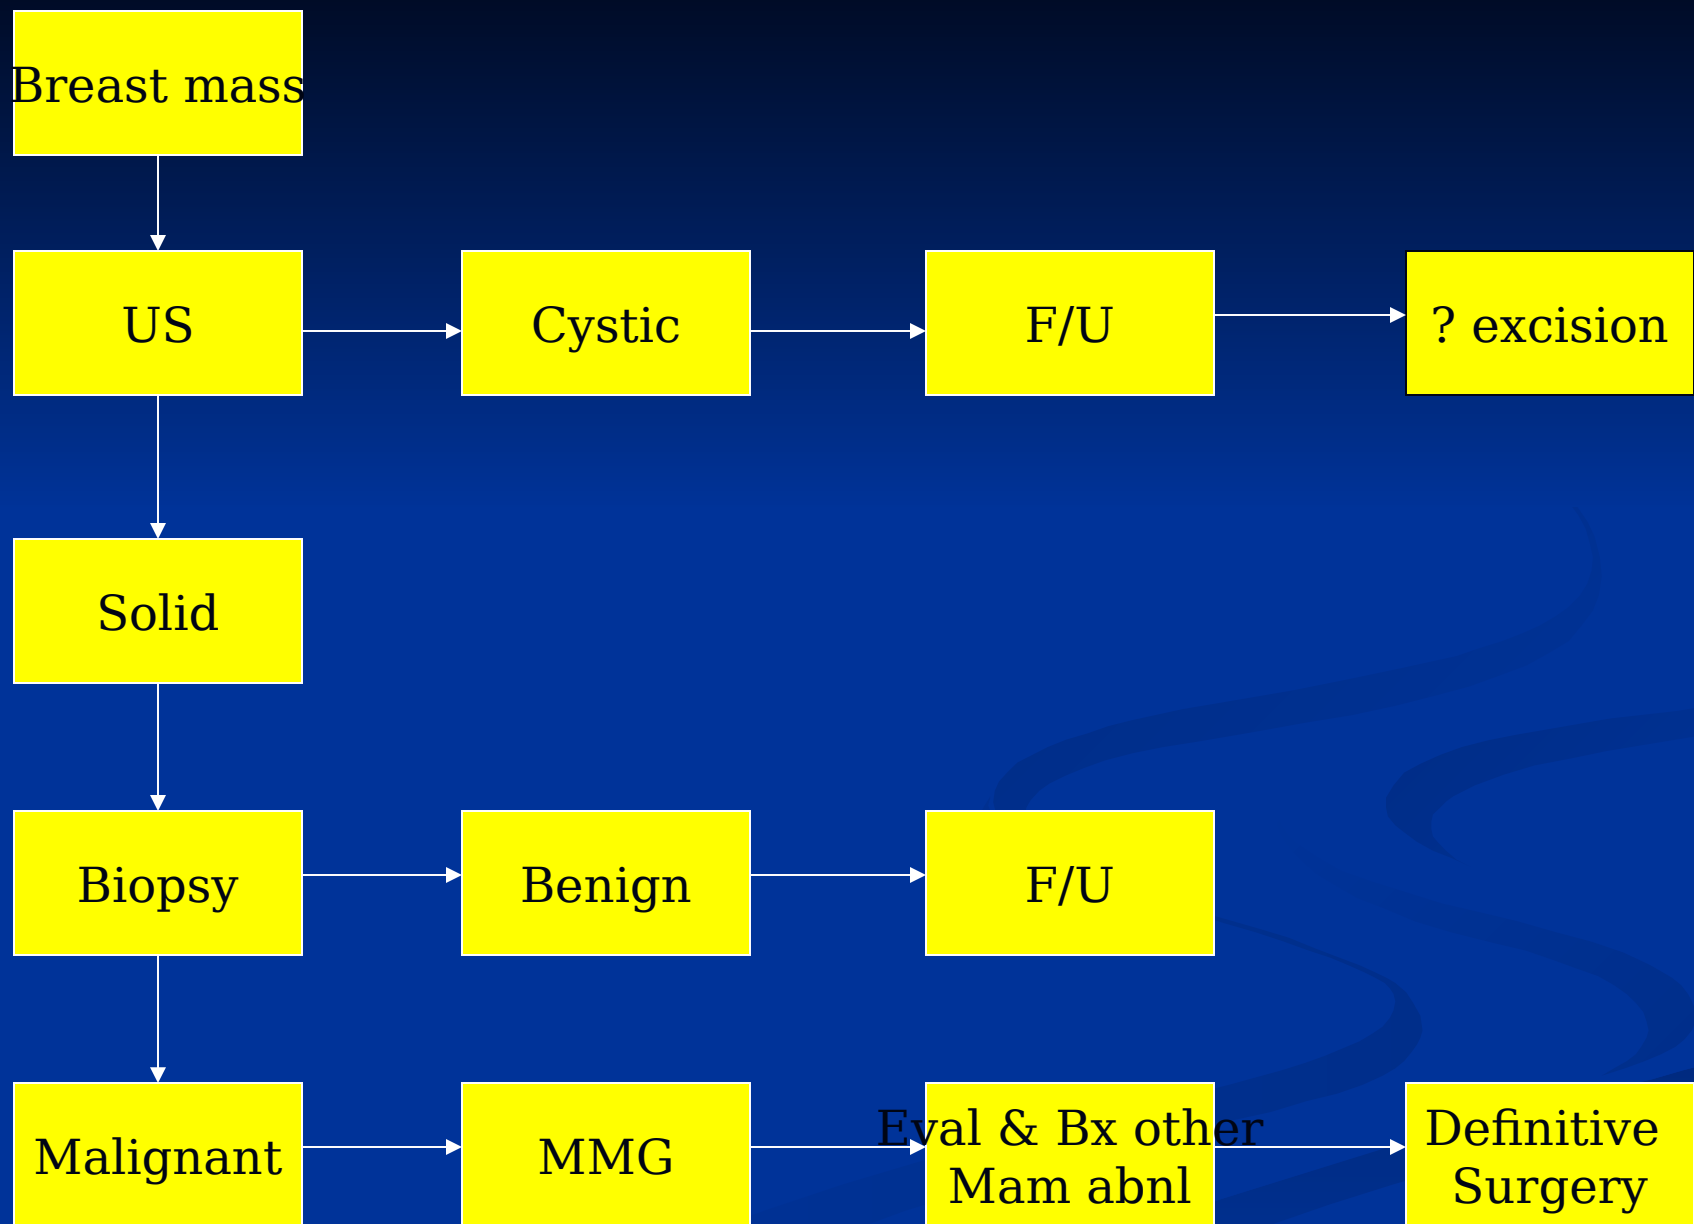 Breast mass
US
Cystic
F/U
? excision
Solid
Biopsy
Benign
F/U
Malignant
MMG
Eval & Bx other
Mam abnl
Definitive
Surgery